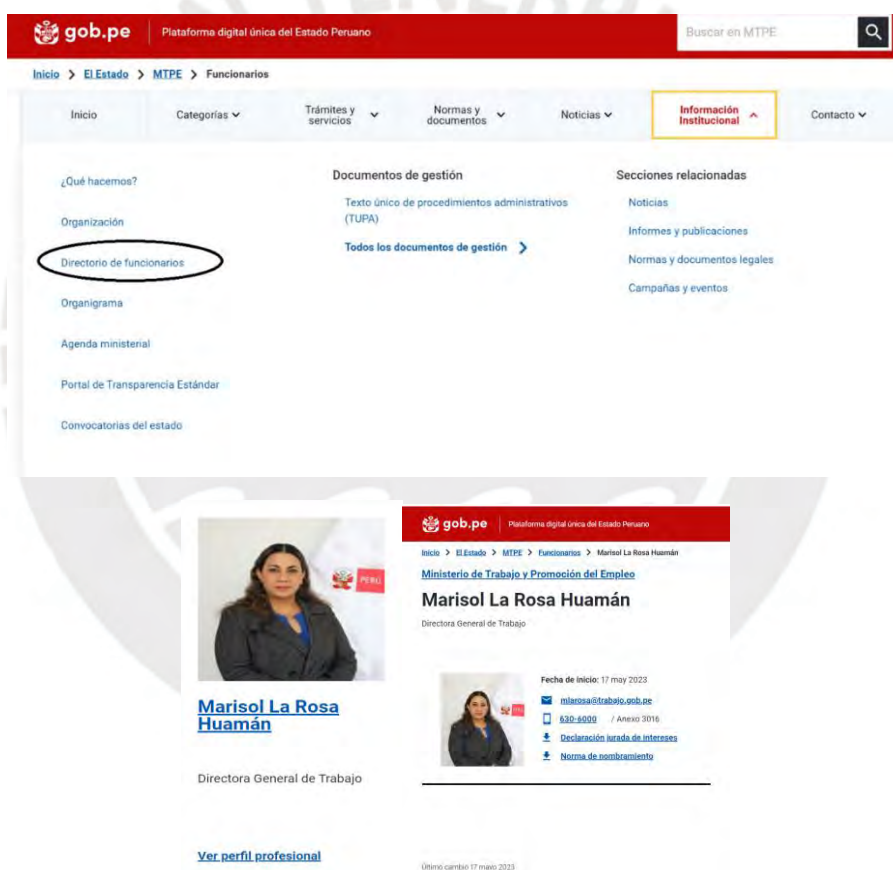 gob.pe
Plataforma digital única del Estado Peruano
Buscar en MTPE
Inicio > El Estado > MTPE > Funcionarios
Inicio
Categorías
Trámites y
servicios
Normas y
documentos
Noticias
Información
Institucional
Contacto
¿Qué hacemos?
Organización
Directorio de funcionarios
Organigrama
Agenda ministerial
Portal de Transparencia Estándar
Convocatorias del estado
Documentos de gestión
Texto único de procedimientos administrativos
(TUPA)
Todos los documentos de gestión >
Secciones relacionadas
Noticias
Informes y publicaciones
Normas y documentos legales
Campañas y eventos
PERÚ
Marisol La Rosa
Huamán
Directora General de Trabajo
Ver perfil profesional
gob.pe
Plataforma digital única del Estado Peruano
Inicio > El Estado > MTPE > Funcionarios > Marisol La Rosa Huamán
Ministerio de Trabajo y Promoción del Empleo
Marisol La Rosa Huamán
Directora General de Trabajo
Fecha de inicio: 17 may 2023
mlarosa@trabajo.gob.pe
630-6000 / Anexo 3016
Declaración jurada de intereses
Norma de nombramiento
Último cambio 17 mayo 2023